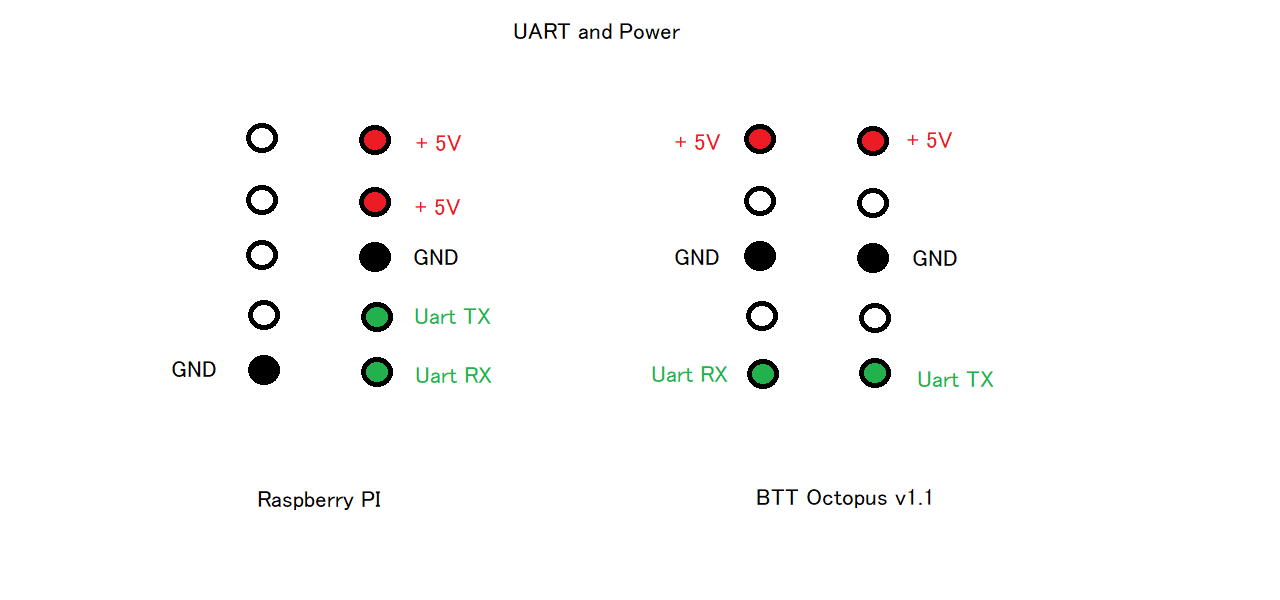 UART and Power
+ 5V
+ 5V
GND
Uart TX
Uart RX
GND
Raspberry PI
+ 5V
+ 5V
GND
GND
Uart RX
Uart TX
BTT Octopus v1.1